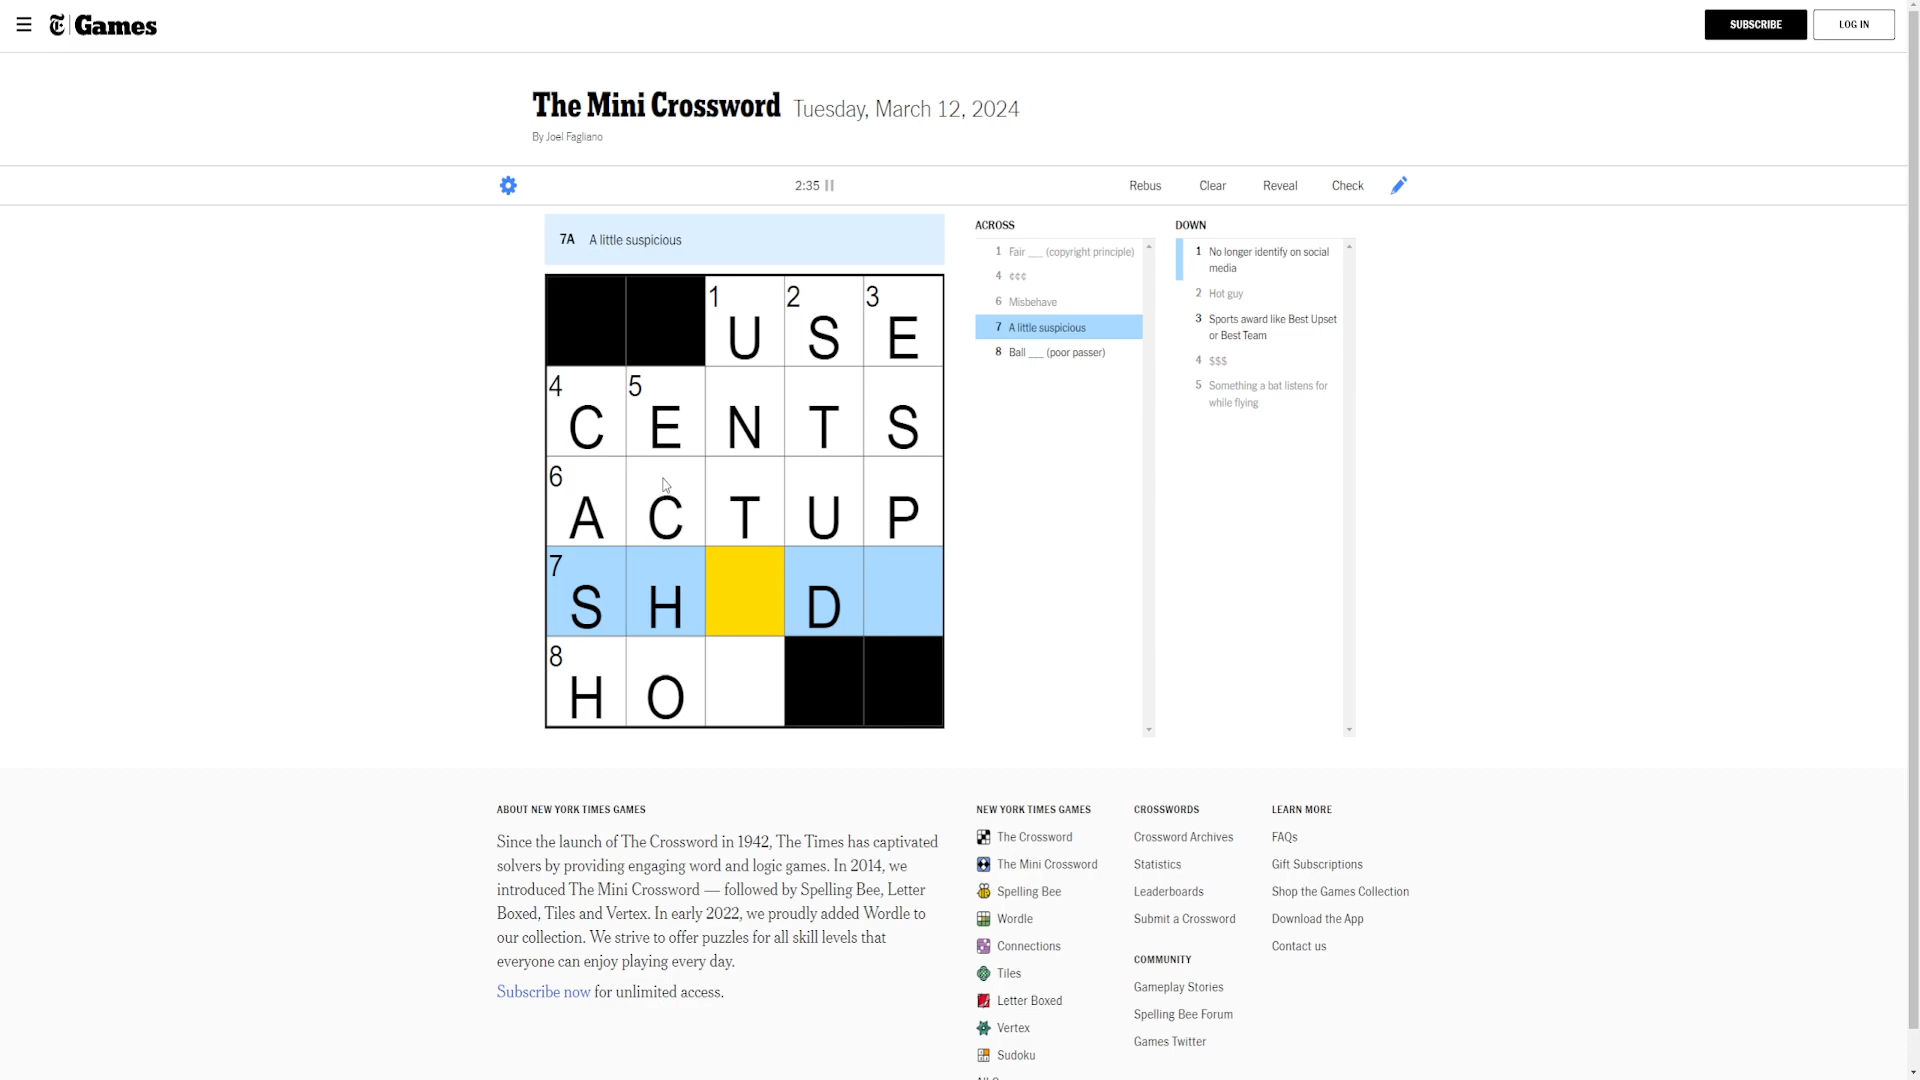 Games
SUBSCRIBE
LOG IN
The Mini Crossword Tuesday, March 12, 2024
By Joel Fagliano
2:35
Rebus
Clear
Reveal
Check
7A A little suspicious
1 2 3
U S E
4 5
C E N T S
6
A C T U P
7
S H D
8
H O
ACROSS
1 Fair ___ (copyright principle)
4 ¢¢¢
6 Misbehave
7 A little suspicious
8 Ball ___ (poor passer)
DOWN
1 No longer identify on social
media
2 Hot guy
3 Sports award like Best Upset
or Best Team
4 $$$
5 Something a bat listens for
while flying
ABOUT NEW YORK TIMES GAMES
Since the launch of The Crossword in 1942, The Times has captivated
solvers by providing engaging word and logic games. In 2014, we
introduced The Mini Crossword — followed by Spelling Bee, Letter
Boxed, Tiles and Vertex. In early 2022, we proudly added Wordle to
our collection. We strive to offer puzzles for all skill levels that
everyone can enjoy playing every day.
Subscribe now for unlimited access.
NEW YORK TIMES GAMES
The Crossword
The Mini Crossword
Spelling Bee
Wordle
Connections
Tiles
Letter Boxed
Vertex
Sudoku
CROSSWORDS
Crossword Archives
Statistics
Leaderboards
Submit a Crossword
COMMUNITY
Gameplay Stories
Spelling Bee Forum
Games Twitter
LEARN MORE
FAQs
Gift Subscriptions
Shop the Games Collection
Download the App
Contact us